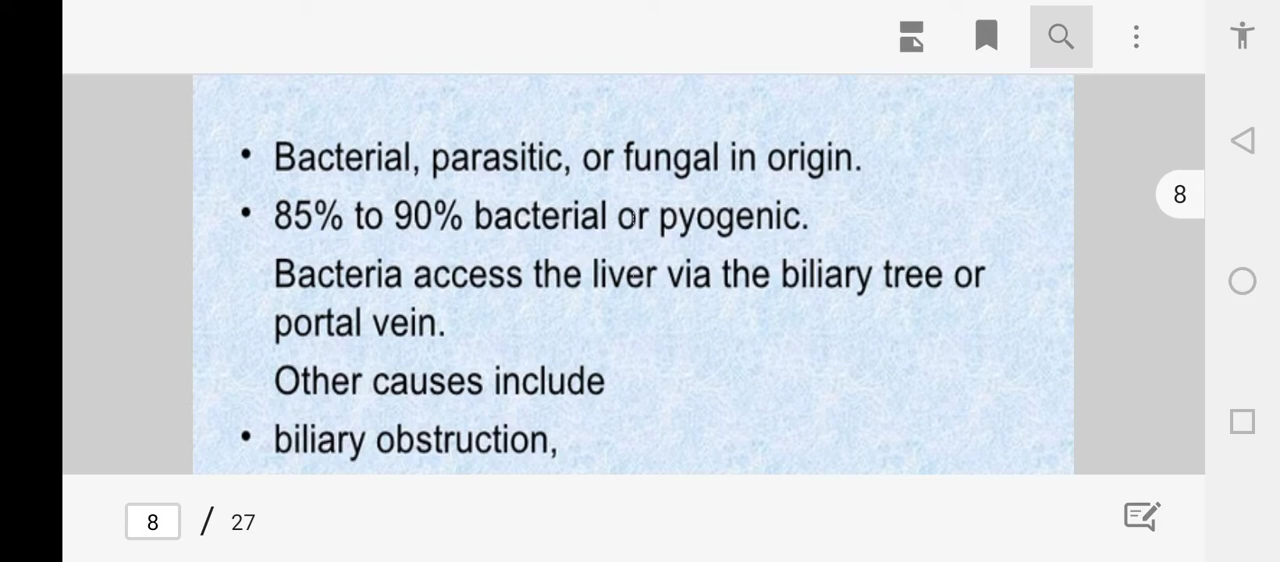 • Bacterial, parasitic, or fungal in origin.
• 85% to 90% bacterial or pyogenic.
Bacteria access the liver via the biliary tree or
portal vein.
Other causes include
• biliary obstruction,
8
8 / 27